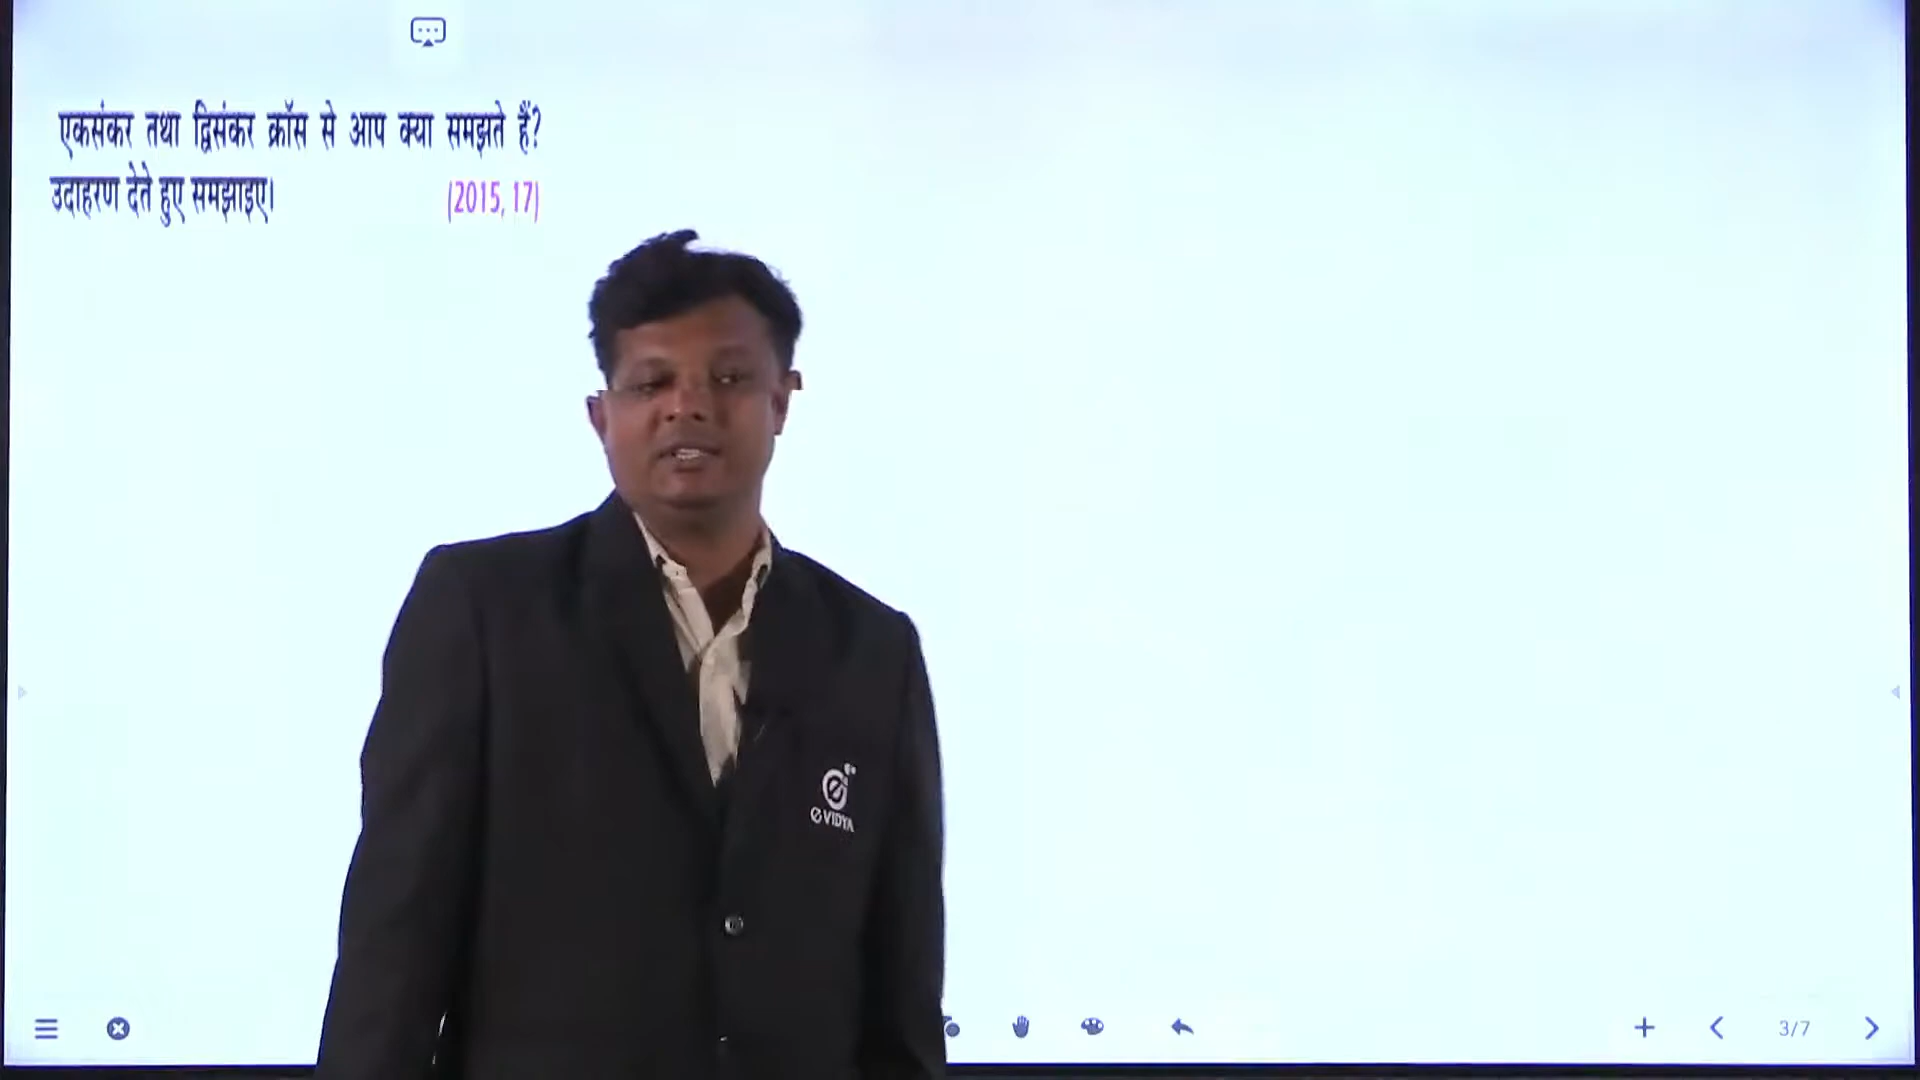 एकसंकर तथा द्विसंकर क्रॉस से आप क्या समझते हैं?
उदाहरण देते हुए समझाइए। (2015, 17)
e VIDYA
3/7